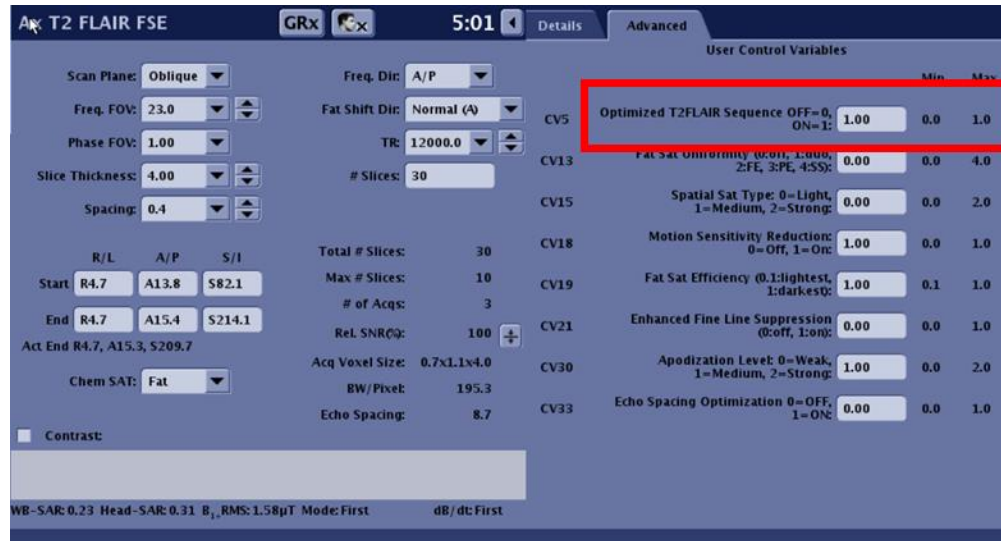 Ax T2 FLAIR FSE
GRx
x
5:01
Details
Advanced
User Control Variables
Min Max
Scan Plane: Oblique
Freq. FOV: 23.0
Phase FOV: 1.00
Slice Thickness: 4.00
Spacing: 0.4
Freq. Dir: A/P
Fat Shift Dir: Normal (A)
TR: 12000.0
# Slices: 30
R/L A/P S/I
Start R4.7 A13.8 S82.1
End R4.7 A15.4 S214.1
Act End R4.7, A15.3, S209.7
Chem SAT: Fat
Total # Slices: 30
Max # Slices: 10
# of Acqs: 3
Rel. SNR(%): 100
Acq Voxel Size: 0.7x1.1x4.0
BW/Pixel: 195.3
Echo Spacing: 8.7
Contrast:
WB-SAR: 0.23 Head-SAR: 0.31 B1+RMS: 1.58µT Mode: First dB/dt: First
CV5 Optimized T2FLAIR Sequence OFF=0,
ON=1: 1.00 0.0 1.0
CV13 Fat Sat Uniformity (0:off, 1:duo,
2:FE, 3:PE, 4:SS): 0.00 0.0 4.0
CV15 Spatial Sat Type: 0=Light,
1=Medium, 2=Strong: 0.00 0.0 2.0
CV18 Motion Sensitivity Reduction:
0=Off, 1=On: 1.00 0.0 1.0
CV19 Fat Sat Efficiency (0.1:lightest,
1:darkest): 1.00 0.1 1.0
CV21 Enhanced Fine Line Suppression
(0:off, 1:on): 0.00 0.0 1.0
CV30 Apodization Level: 0=Weak,
1=Medium, 2=Strong: 1.00 0.0 2.0
CV33 Echo Spacing Optimization 0=OFF,
1=ON: 0.00 0.0 1.0